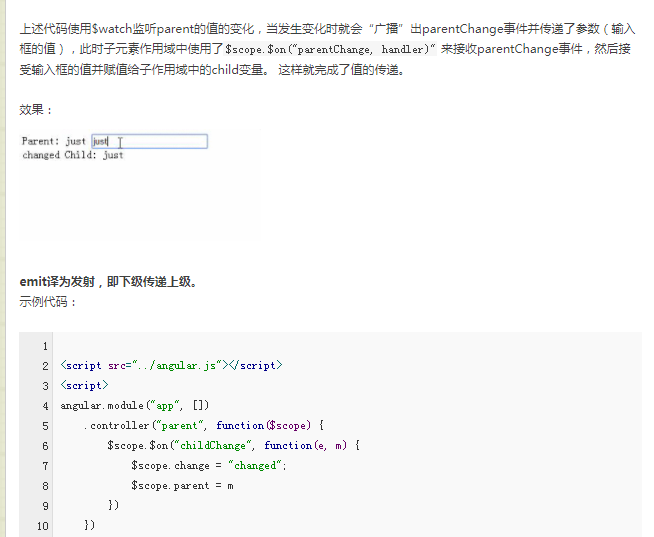 上述代码使用$watch监听parent的值的变化，当发生变化时就会“广播”出parentChange事件并传递了参数（输入
框的值），此时子元素作用域中使用了$scope.$on("parentChange, handler)”来接收parentChange事件，然后接
受输入框的值并赋值给子作用域中的child变量。 这样就完成了值的传递。
效果：
Parent: just just
changed Child: just
emit译为发射，即下级传递上级。
示例代码：
1
2 <script src="../angular.js"></script>
3 <script>
4 angular.module("app", [])
5 .controller("parent", function($scope) {
6 $scope.$on("childChange", function(e, m) {
7 $scope.change = "changed";
8 $scope.parent = m
9 })
10 })